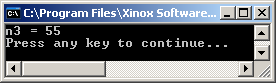 C:\Program Files\Xinox Software...
n3 = 55
Press any key to continue...